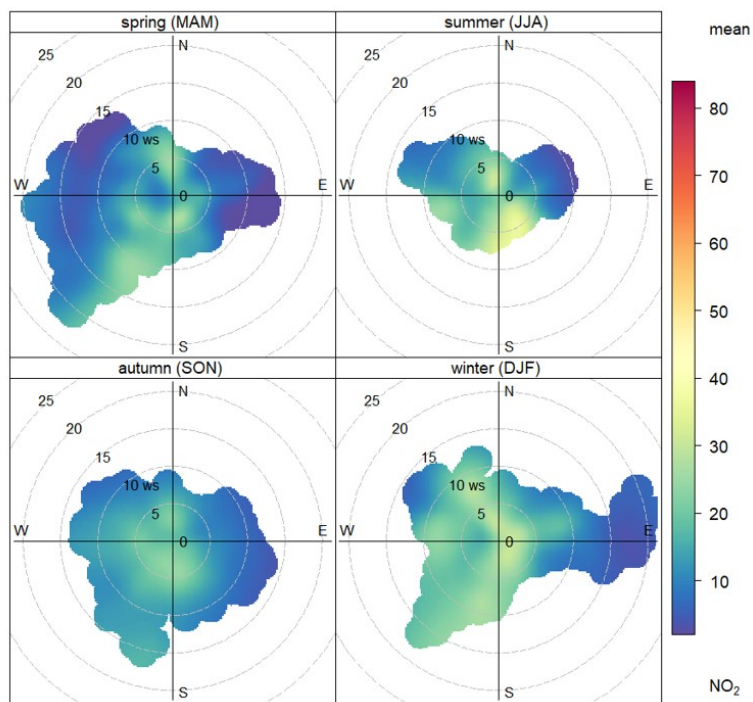 spring (MAM)
summer (JJA)
mean
25
20
15
10 ws
5
0
N
W
E
S
25
20
15
10 ws
5
0
N
W
E
S
80
70
60
50
40
30
20
10
autumn (SON)
winter (DJF)
25
20
15
10 ws
5
0
N
W
E
S
25
20
15
10 ws
5
0
N
W
E
S
NO₂